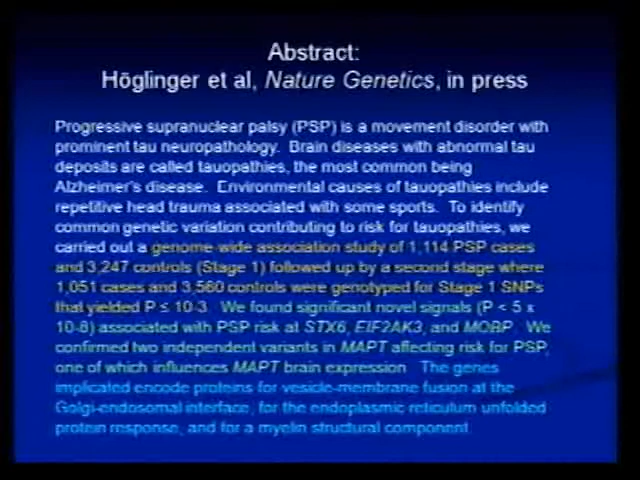 Abstract:
Höglinger et al, Nature Genetics, in press
Progressive supranuclear palsy (PSP) is a movement disorder with
prominent tau neuropathology. Brain diseases with abnormal tau
deposits are called tauopathies, the most common being
Alzheimer's disease. Environmental causes of tauopathies include
repetitive head trauma associated with some sports. To identify
common genetic variation contributing to risk for tauopathies, we
carried out a genome-wide association study of 1,114 PSP cases
and 3,247 controls (Stage 1) followed up by a second stage where
1,051 cases and 3,560 controls were genotyped for Stage 1 SNPs
that yielded P ≤ 10-3. We found significant novel signals (P < 5 x
10-8) associated with PSP risk at STX6, EIF2AK3, and MOBP. We
confirmed two independent variants in MAPT affecting risk for PSP,
one of which influences MAPT brain expression. The genes
implicated encode proteins for vesicle-membrane fusion at the
Golgi-endosomal interface, for the endoplasmic reticulum unfolded
protein response, and for a myelin structural component.